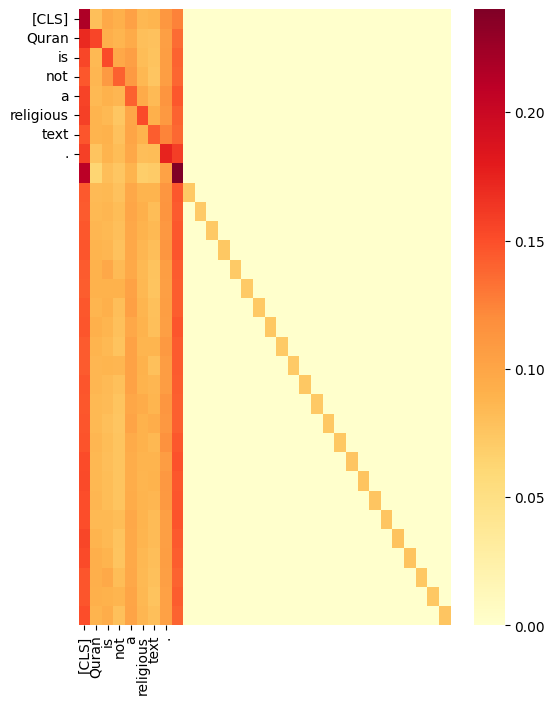 [CLS]
Quran
is
not
a
religious
text
.
0.20
0.15
0.10
0.05
0.00
[CLS]
Quran
is
not
a
religious
text
.